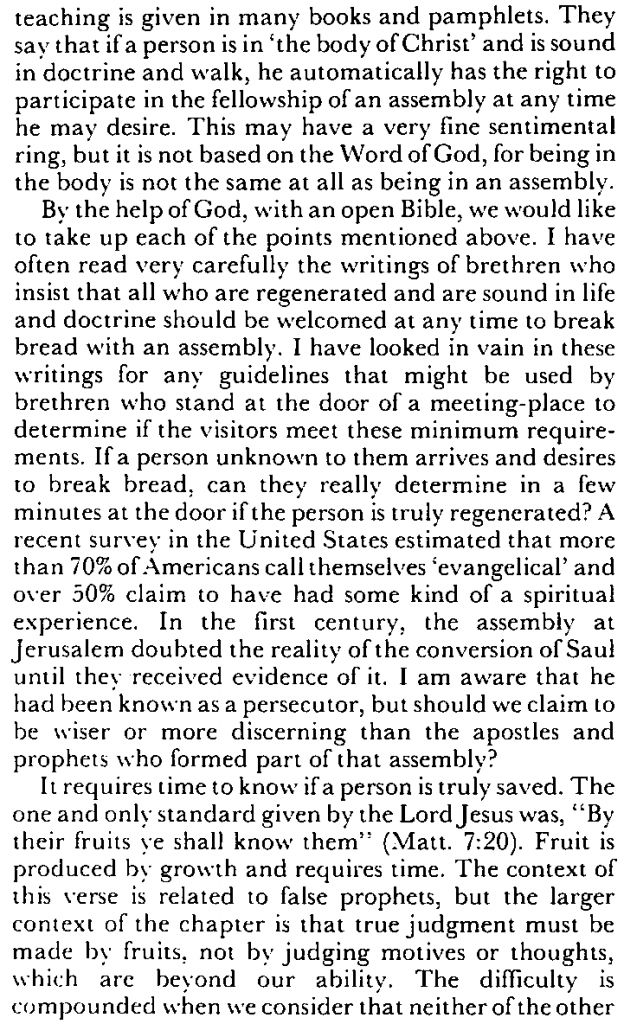 teaching is given in many books and pamphlets. They
say that if a person is in 'the body of Christ' and is sound
in doctrine and walk, he automatically has the right to
participate in the fellowship of an assembly at any time
he may desire. This may have a very fine sentimental
ring, but it is not based on the Word of God, for being in
the body is not the same at all as being in an assembly.
By the help of God, with an open Bible, we would like
to take up each of the points mentioned above. I have
often read very carefully the writings of brethren who
insist that all who are regenerated and are sound in life
and doctrine should be welcomed at any time to break
bread with an assembly. I have looked in vain in these
writings for any guidelines that might be used by
brethren who stand at the door of a meeting-place to
determine if the visitors meet these minimum require-
ments. If a person unknown to them arrives and desires
to break bread, can they really determine in a few
minutes at the door if the person is truly regenerated? A
recent survey in the United States estimated that more
than 70% of Americans call themselves 'evangelical' and
over 50% claim to have had some kind of a spiritual
experience. In the first century, the assembly at
Jerusalem doubted the reality of the conversion of Saul
until they received evidence of it. I am aware that he
had been known as a persecutor, but should we claim to
be wiser or more discerning than the apostles and
prophets who formed part of that assembly?
It requires time to know if a person is truly saved. The
one and only standard given by the Lord Jesus was, "By
their fruits ye shall know them" (Matt. 7:20). Fruit is
produced by growth and requires time. The context of
this verse is related to false prophets, but the larger
context of the chapter is that true judgment must be
made by fruits, not by judging motives or thoughts,
which are beyond our ability. The difficulty is
compounded when we consider that neither of the other